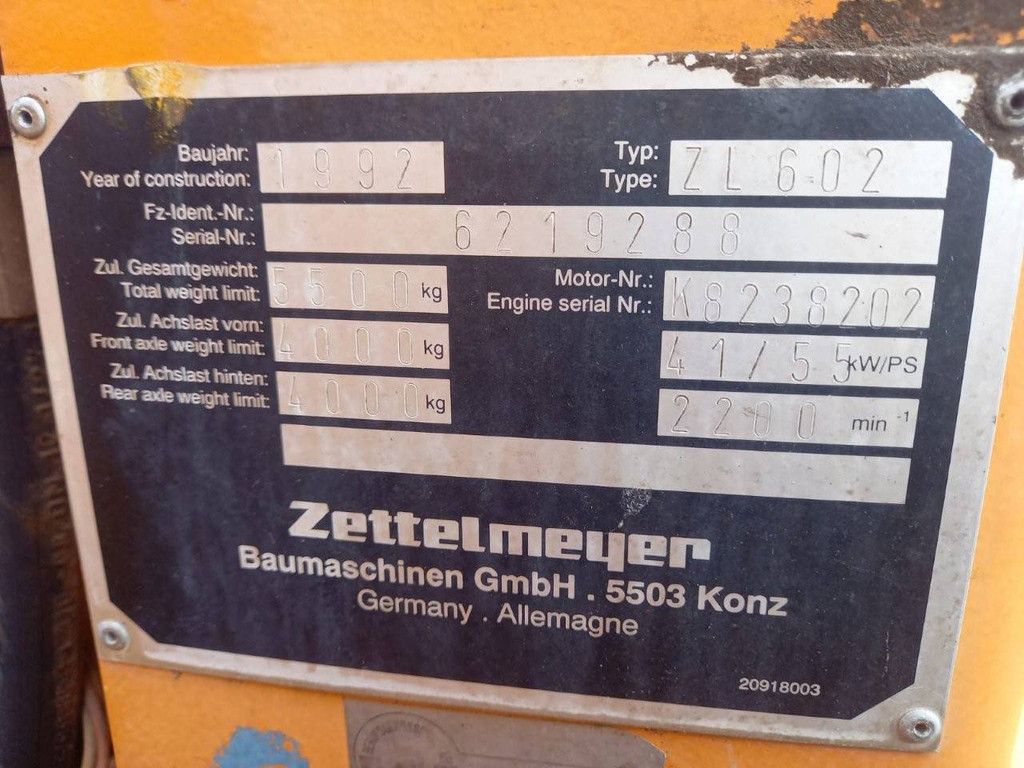 Baujahr:
Year of construction: 1992
Typ:
Type: ZL 602
Fz-Ident.-Nr.:
Serial-Nr.: 6219288
Zul. Gesamtgewicht:
Total weight limit: 5500 kg
Motor-Nr.:
Engine serial Nr.: K8238202
Zul. Achslast vorn:
Front axle weight limit: 4000 kg
41/55 kW/PS
Zul. Achslast hinten:
Rear axle weight limit: 4000 kg
2200 min -1
Zettelmeyer
Baumaschinen GmbH . 5503 Konz
Germany . Allemagne
20918003